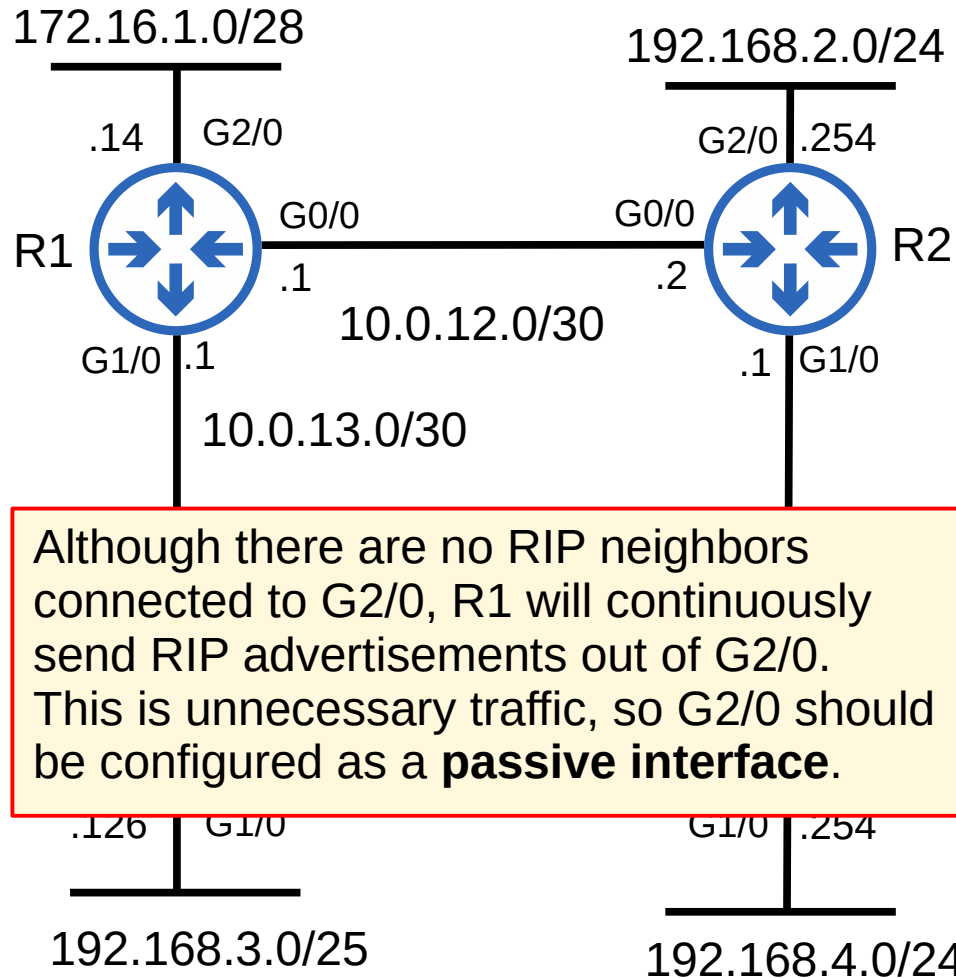 172.16.1.0/28
192.168.2.0/24
.14 G2/0
G2/0 .254
R1
G0/0
G0/0
R2
.1
.2
10.0.12.0/30
G1/0 .1
.1 G1/0
10.0.13.0/30
Although there are no RIP neighbors
connected to G2/0, R1 will continuously
send RIP advertisements out of G2/0.
This is unnecessary traffic, so G2/0 should
be configured as a passive interface.
.126 G1/0
G1/0 .254
192.168.3.0/25
192.168.4.0/24